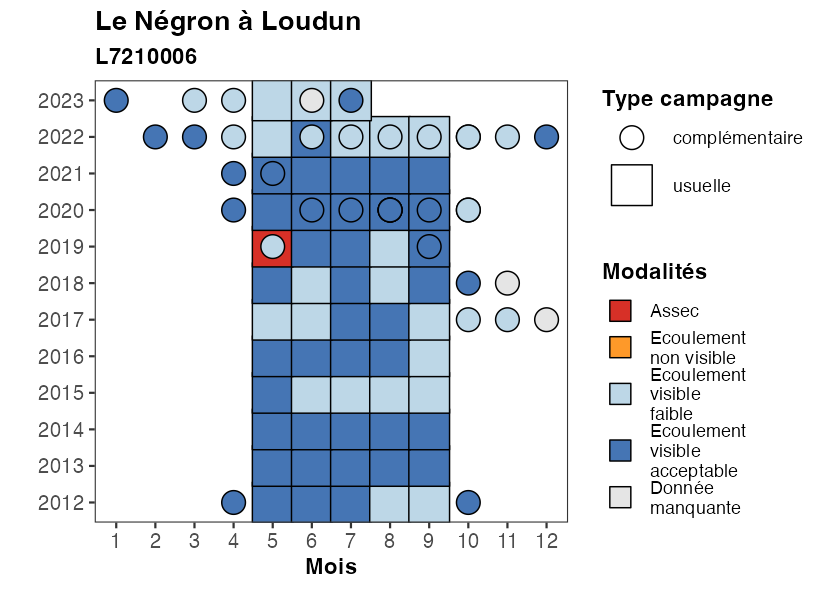 Le Négron à Loudun
L7210006
2023
2022
2021
2020
2019
2018
2017
2016
2015
2014
2013
2012
1 2 3 4 5 6 7 8 9 10 11 12
Mois
Type campagne
complémentaire
usuelle
Modalités
Assec
Ecoulement
non visible
Ecoulement
visible
faible
Ecoulement
visible
acceptable
Donnée
manquante